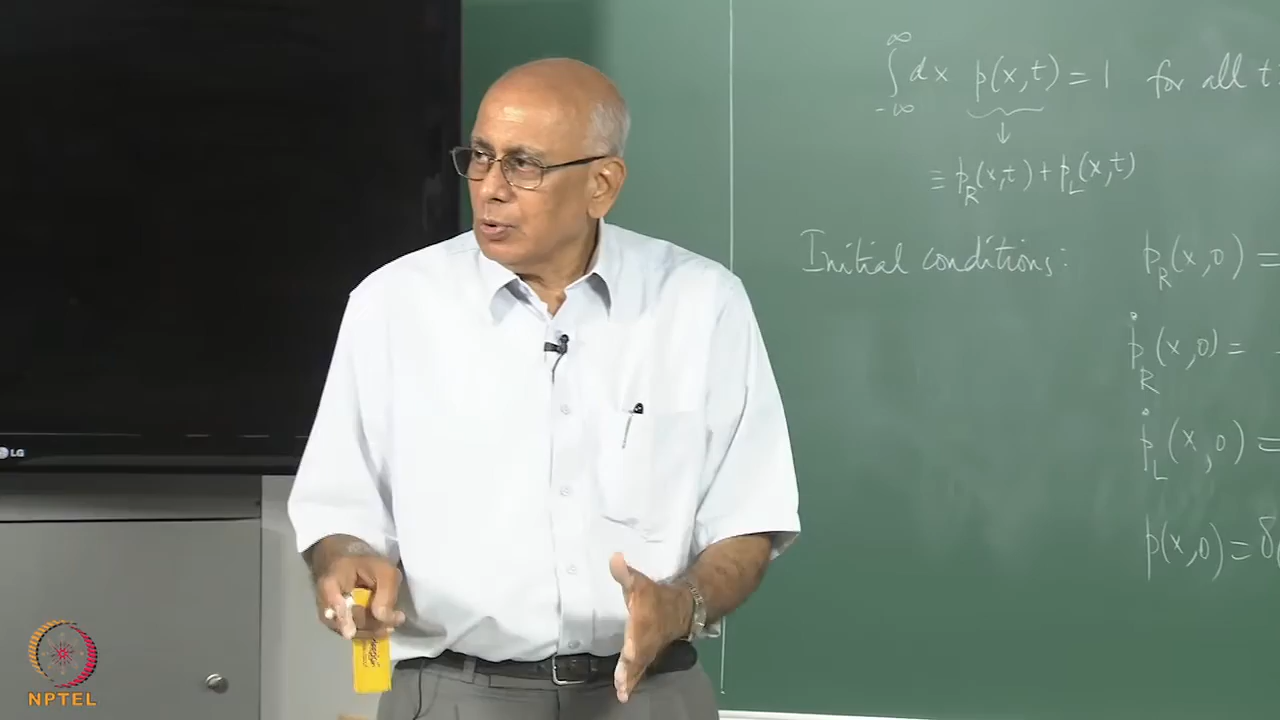 ∫_{-∞}^{∞} dx p(x,t) = 1 for all t
↓
≡ p_R(x,t) + p_L(x,t)
Initial conditions: p_R(x,0) =
ṗ_R(x,0) =
ṗ_L(x,0) =
p(x,0) = δ(
LG
NPTEL